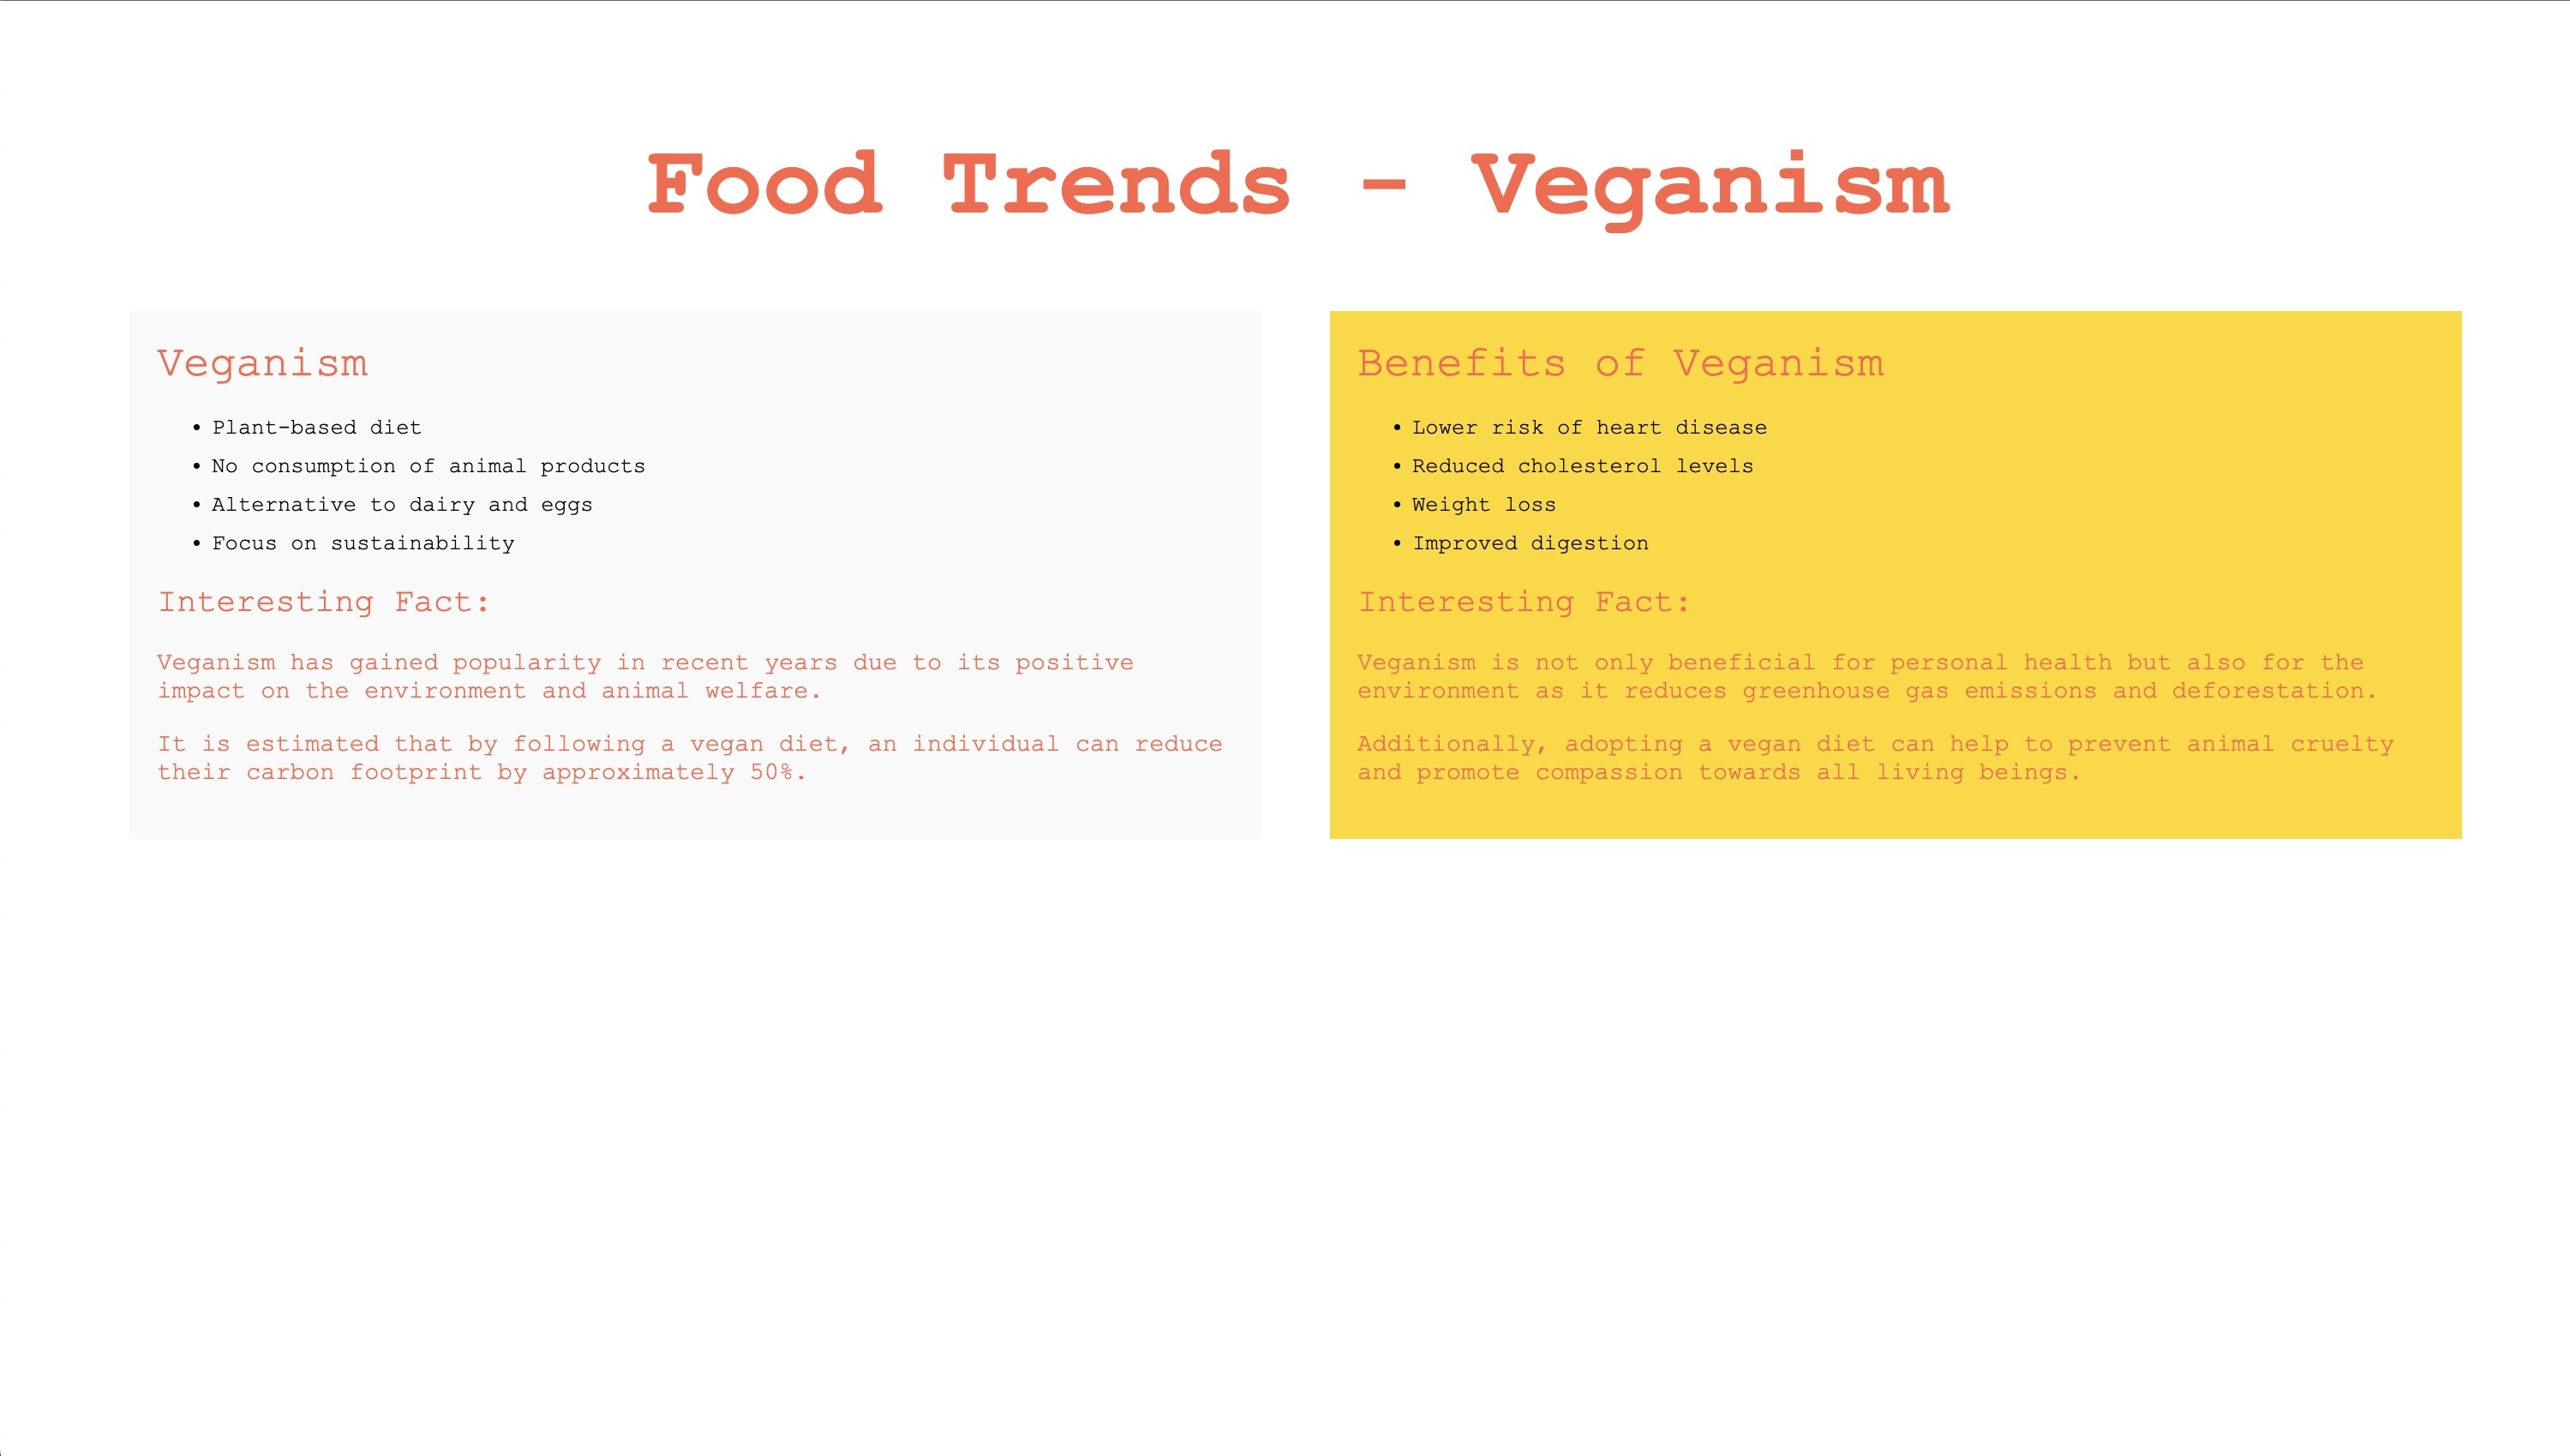 Food Trends - Veganism
Veganism
• Plant-based diet
• No consumption of animal products
• Alternative to dairy and eggs
• Focus on sustainability
Interesting Fact:
Veganism has gained popularity in recent years due to its positive
impact on the environment and animal welfare.
It is estimated that by following a vegan diet, an individual can reduce
their carbon footprint by approximately 50%.
Benefits of Veganism
• Lower risk of heart disease
• Reduced cholesterol levels
• Weight loss
• Improved digestion
Interesting Fact:
Veganism is not only beneficial for personal health but also for the
environment as it reduces greenhouse gas emissions and deforestation.
Additionally, adopting a vegan diet can help to prevent animal cruelty
and promote compassion towards all living beings.